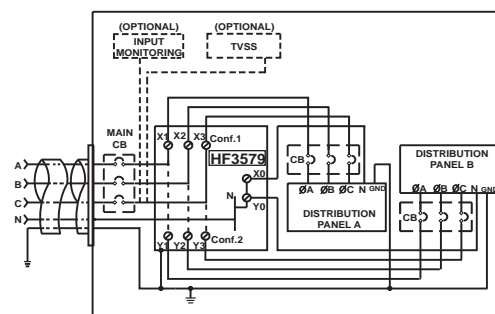 (OPTIONAL)
INPUT
MONITORING
(OPTIONAL)
TVSS
MAIN
CB
X1 X2 X3 Conf.1
HF3579
X0
N
Y0
Conf.2
Y1 Y2 Y3
A
B
C
N
CB
ØA ØB ØC N GND
DISTRIBUTION
PANEL A
DISTRIBUTION
PANEL B
ØA ØB ØC N GND
CB